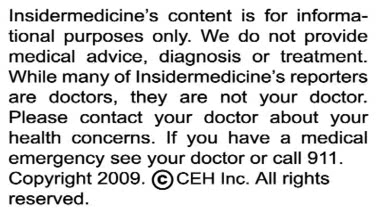 Insidermedicine's content is for informa-
tional purposes only. We do not provide
medical advice, diagnosis or treatment.
While many of Insidermedicine's reporters
are doctors, they are not your doctor.
Please contact your doctor about your
health concerns. If you have a medical
emergency see your doctor or call 911.
Copyright 2009. ©CEH Inc. All rights
reserved.